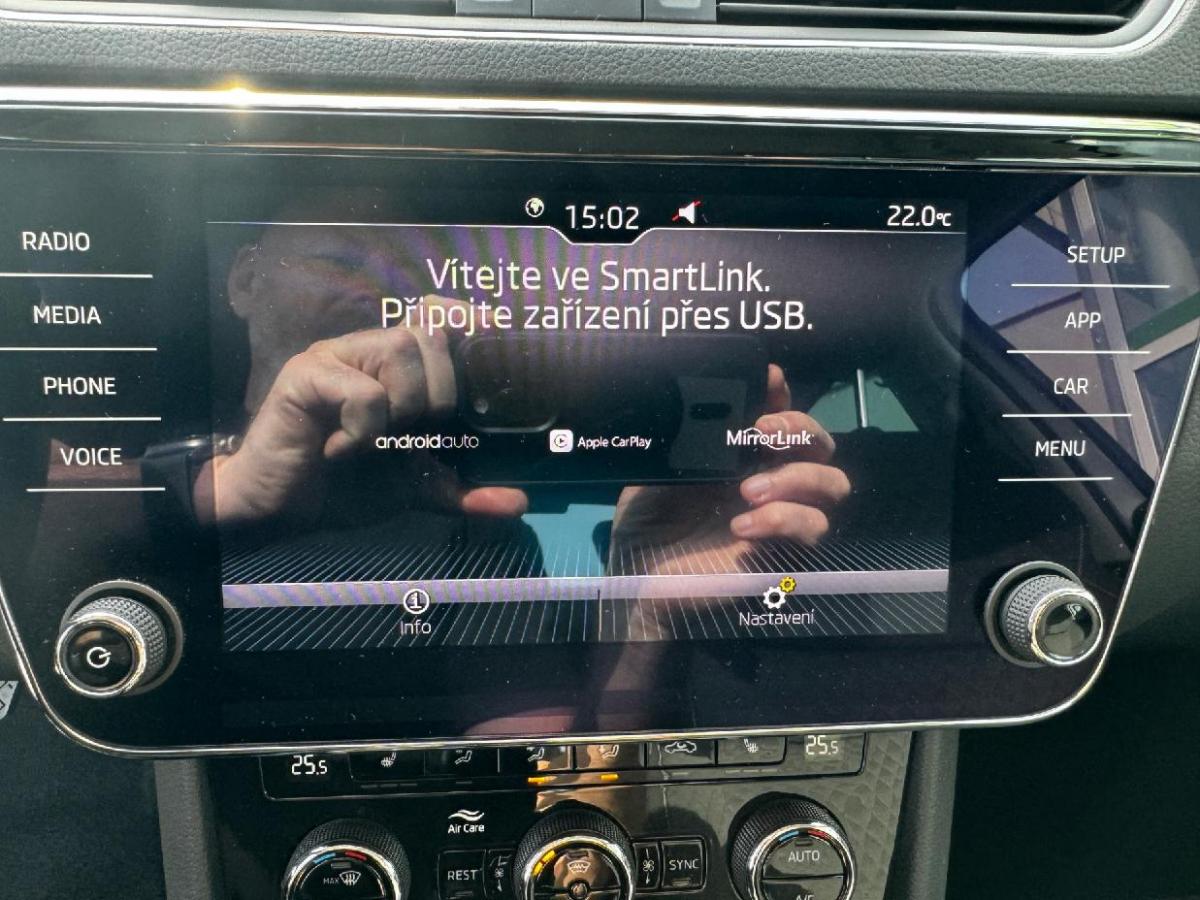 15:02
22.0°C
RADIO
MEDIA
PHONE
VOICE
SETUP
APP
CAR
MENU
Vítejte ve SmartLink.
Připojte zařízení přes USB.
androidauto
Apple CarPlay
MirrorLink
Info
Nastavení
25.5
25.5
Air Care
MAX
REST
SYNC
AUTO